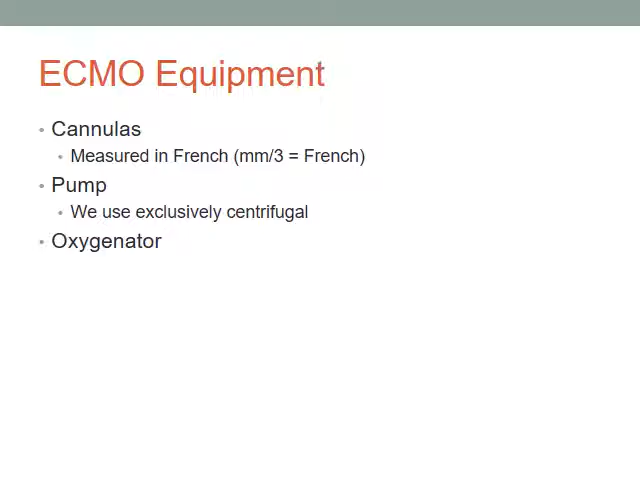 ECMO Equipment
• Cannulas
• Measured in French (mm/3 = French)
• Pump
• We use exclusively centrifugal
• Oxygenator